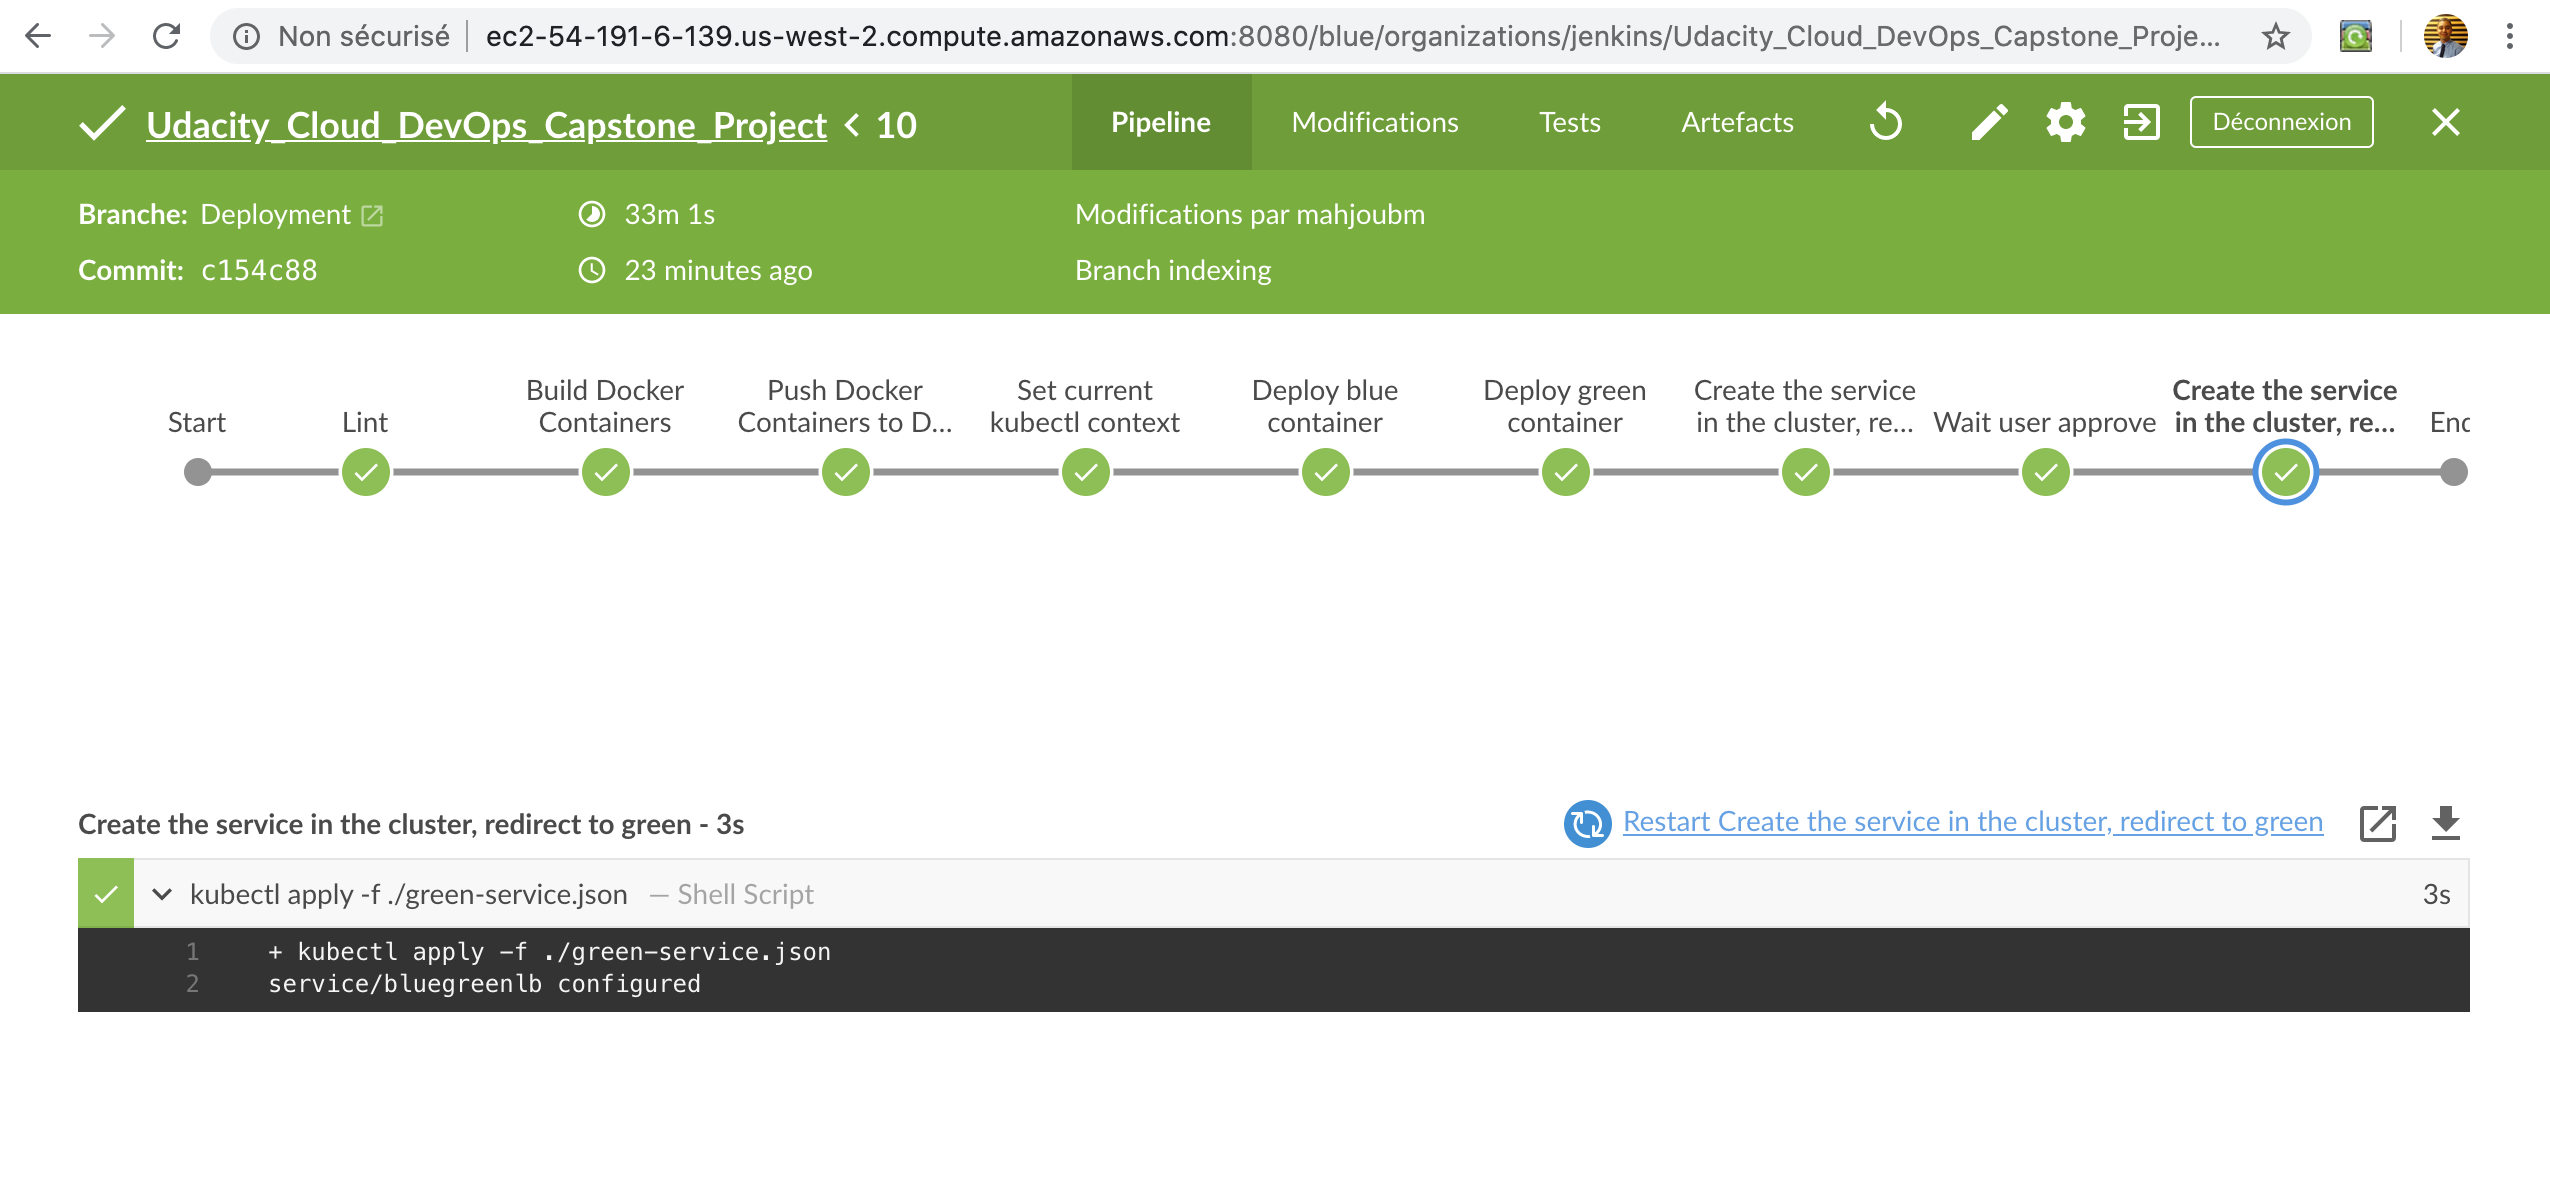 Non sécurisé ec2-54-191-6-139.us-west-2.compute.amazonaws.com:8080/blue/organizations/jenkins/Udacity_Cloud_DevOps_Capstone_Proje...
Udacity_Cloud_DevOps_Capstone_Project < 10
Pipeline Modifications Tests Artefacts Déconnexion
Branche: Deployment 33m 1s Modifications par mahjoubm
Commit: c154c88 23 minutes ago Branch indexing
Start
Lint
Build Docker
Containers
Push Docker
Containers to D...
Set current
kubectl context
Deploy blue
container
Deploy green
container
Create the service
in the cluster, re...
Wait user approve
Create the service
in the cluster, re...
End
Create the service in the cluster, redirect to green - 3s
Restart Create the service in the cluster, redirect to green
kubectl apply -f ./green-service.json — Shell Script 3s
1 + kubectl apply -f ./green-service.json
2 service/bluegreenlb configured